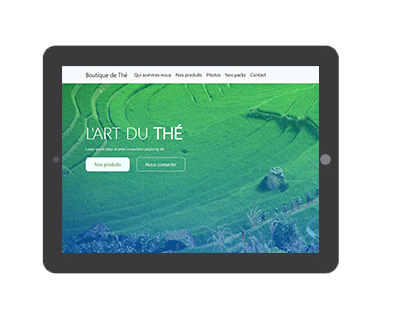 Boutique de Thé Qui sommes-nous Nos produits Photos Nos packs Contact
L'ART DU THÉ
Lorem ipsum dolor sit amet, consectetur adipiscing elit.
Nos produits Nous contacter